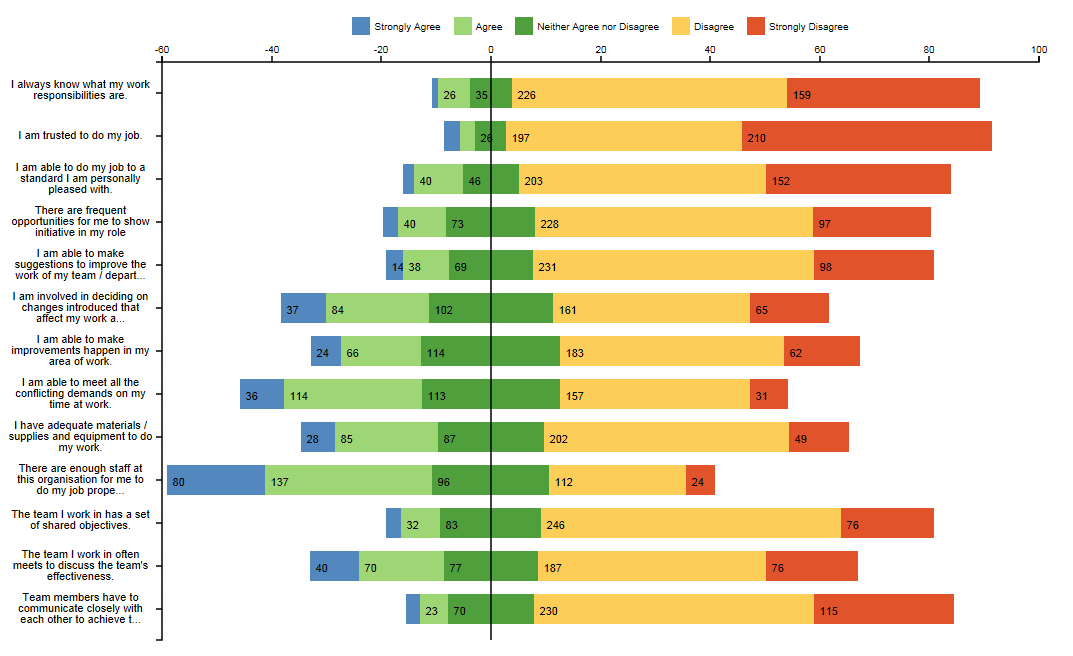 Strongly Agree Agree Neither Agree nor Disagree Disagree Strongly Disagree
-60 -40 -20 0 20 40 60 80 100
I always know what my work
responsibilities are.
26 35 226 159
I am trusted to do my job.
26 197 210
I am able to do my job to a
standard I am personally
pleased with.
40 46 203 152
There are frequent
opportunities for me to show
initiative in my role
40 73 228 97
I am able to make
suggestions to improve the
work of my team / depart...
14 38 69 231 98
I am involved in deciding on
changes introduced that
affect my work a...
37 84 102 161 65
I am able to make
improvements happen in my
area of work.
24 66 114 183 62
I am able to meet all the
conflicting demands on my
time at work.
36 114 113 157 31
I have adequate materials /
supplies and equipment to do
my work.
28 85 87 202 49
There are enough staff at
this organisation for me to
do my job prope...
80 137 96 112 24
The team I work in has a set
of shared objectives.
32 83 246 76
The team I work in often
meets to discuss the team's
effectiveness.
40 70 77 187 76
Team members have to
communicate closely with
each other to achieve t...
23 70 230 115